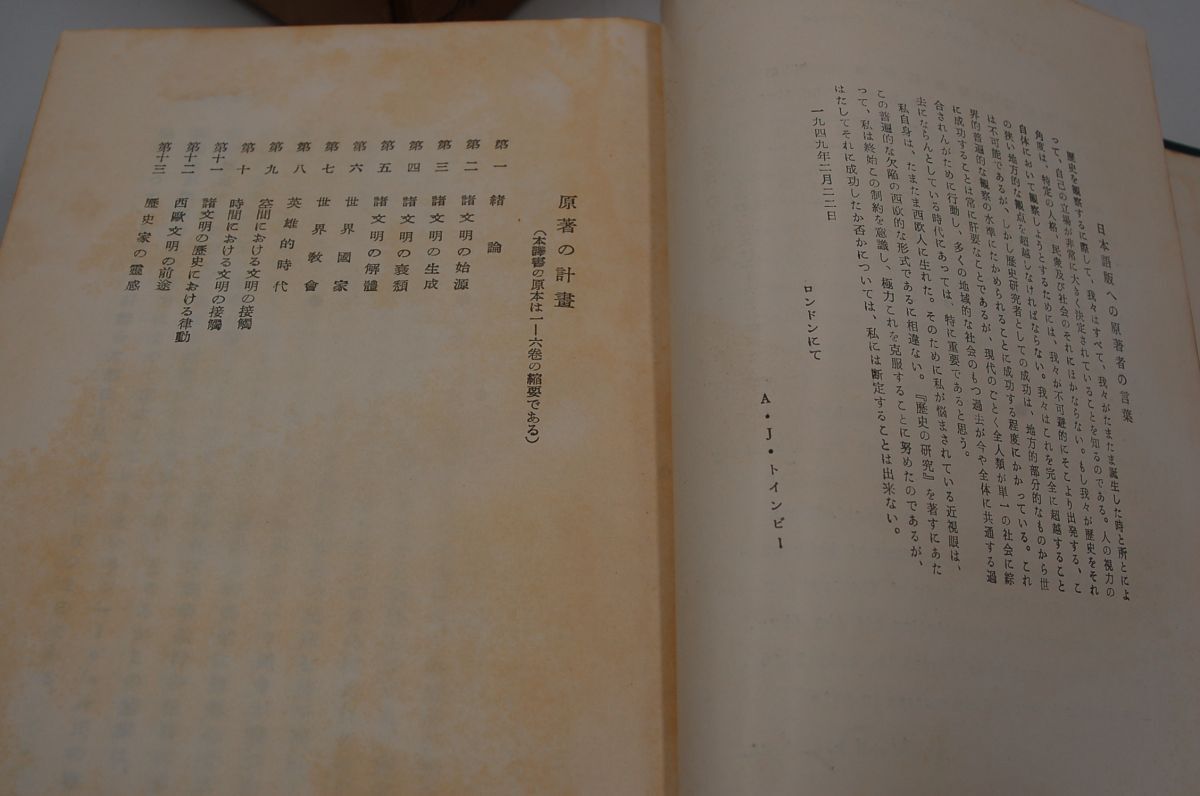 日本語版への原著者の言葉
歴史を観察するに際して、我々はすべて、我々がたまたま誕生した時と所とによ
って、自己の立場が非常に大きく決定されていることを知るのである。人の視力の
角度は、特定の人格、民衆及び社会のそれにほかならない。もし我々が歴史をそれ
自体において観察しようとするためには、我々が不可避的にそこより出発する、こ
の狭い地方的な観点を超越しなければならない。我々はこれを完全に超越すること
は不可能であるが、しかし歴史研究者としての成功は、地方的部分的なものから世
界的普遍的な観察の水準にたかめられることに成功する程度にかかっている。これ
に成功することは常に肝要なことであるが、現代のごとく全人類が単一の社会に綜
合されんがために行動し、多くの地域的な社会のもつ過去が今や全体に共通する過
去にならんとしている時代にあっては、特に重要であると思う。
私自身は、たまたま西欧人に生れた。そのために私が悩まされている近視眼は、
この普遍的な欠陥の西欧的な形式であるに相違ない。『歴史の研究』を著すにあた
って、私は終始この制約を意識し、極力これを克服することに努めたのであるが、
はたしてそれに成功したか否かについては、私には断定することは出来ない。
一九四九年二月二二日
ロンドンにて
A・J・トインビー
原著の計畫
(本譯書の原本は一—六巻の縮要である)
第一 緒論
第二 諸文明の始源
第三 諸文明の生成
第四 諸文明の衰頽
第五 諸文明の解體
第六 世界國家
第七 世界敎會
第八 英雄的時代
第九 空間における文明の接觸
第十 時間における文明の接觸
第十一 諸文明の歴史における律動
第十二 西歐文明の前途
第十三 歴史家の靈感